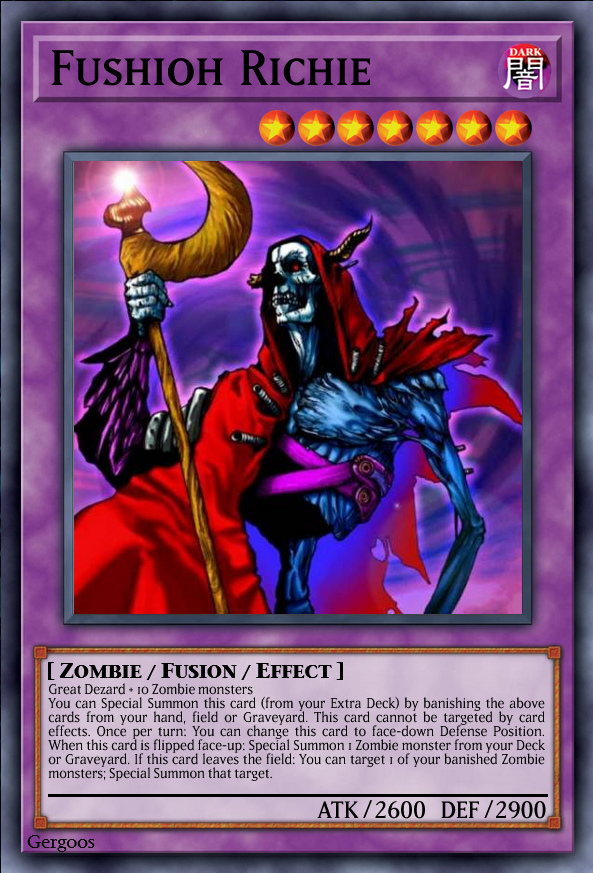 Fushioh Richie
DARK
闇
[ Zombie / Fusion / Effect ]
Great Dezard + 10 Zombie monsters
You can Special Summon this card (from your Extra Deck) by banishing the above
cards from your hand, field or Graveyard. This card cannot be targeted by card
effects. Once per turn: You can change this card to face-down Defense Position.
When this card is flipped face-up: Special Summon 1 Zombie monster from your Deck
or Graveyard. If this card leaves the field: You can target 1 of your banished Zombie
monsters; Special Summon that target.
ATK / 2600 DEF / 2900
Gergoos